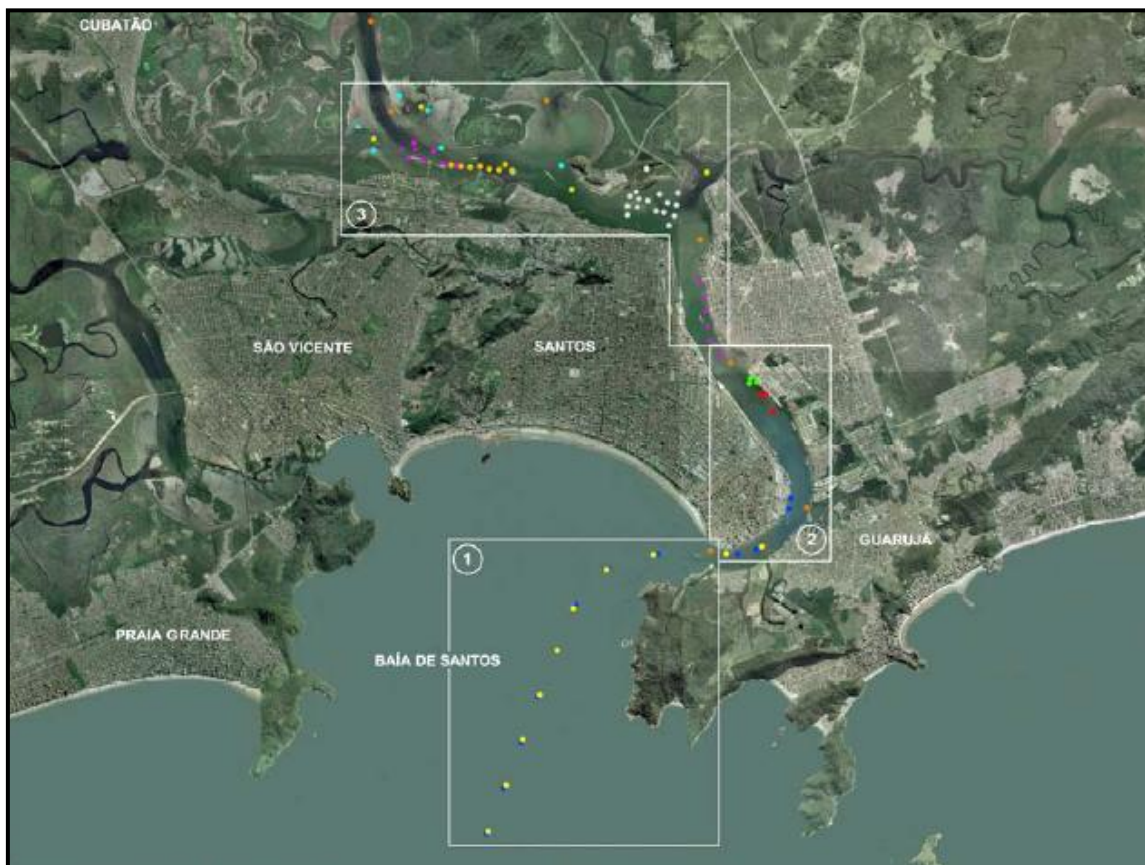 CUBATÃO
3
SÃO VICENTE
SANTOS
2
GUARUJÁ
1
PRAIA GRANDE
BAÍA DE SANTOS